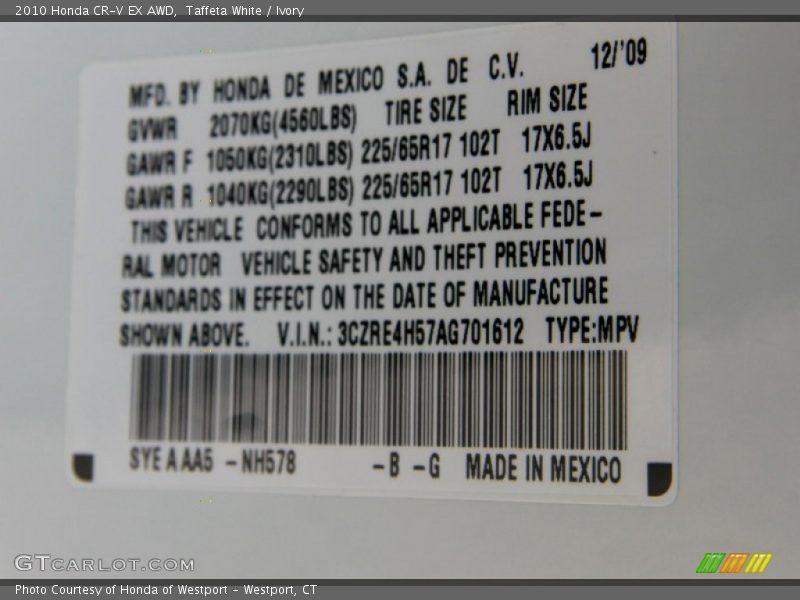 2010 Honda CR-V EX AWD,  Taffeta White / Ivory
MFD. BY HONDA DE MEXICO S.A. DE C.V. 12/'09
GVWR 2070KG(4560LBS) TIRE SIZE RIM SIZE
GAWR F 1050KG(2310LBS) 225/65R17 102T 17X6.5J
GAWR R 1040KG(2290LBS) 225/65R17 102T 17X6.5J
THIS VEHICLE CONFORMS TO ALL APPLICABLE FEDE-
RAL MOTOR VEHICLE SAFETY AND THEFT PREVENTION
STANDARDS IN EFFECT ON THE DATE OF MANUFACTURE
SHOWN ABOVE. V.I.N.: 3CZRE4H57AG701612 TYPE:MPV
SYE A AA5 -NH578 -B -G MADE IN MEXICO
GTCARLOT.COM
Photo Courtesy of Honda of Westport - Westport, CT